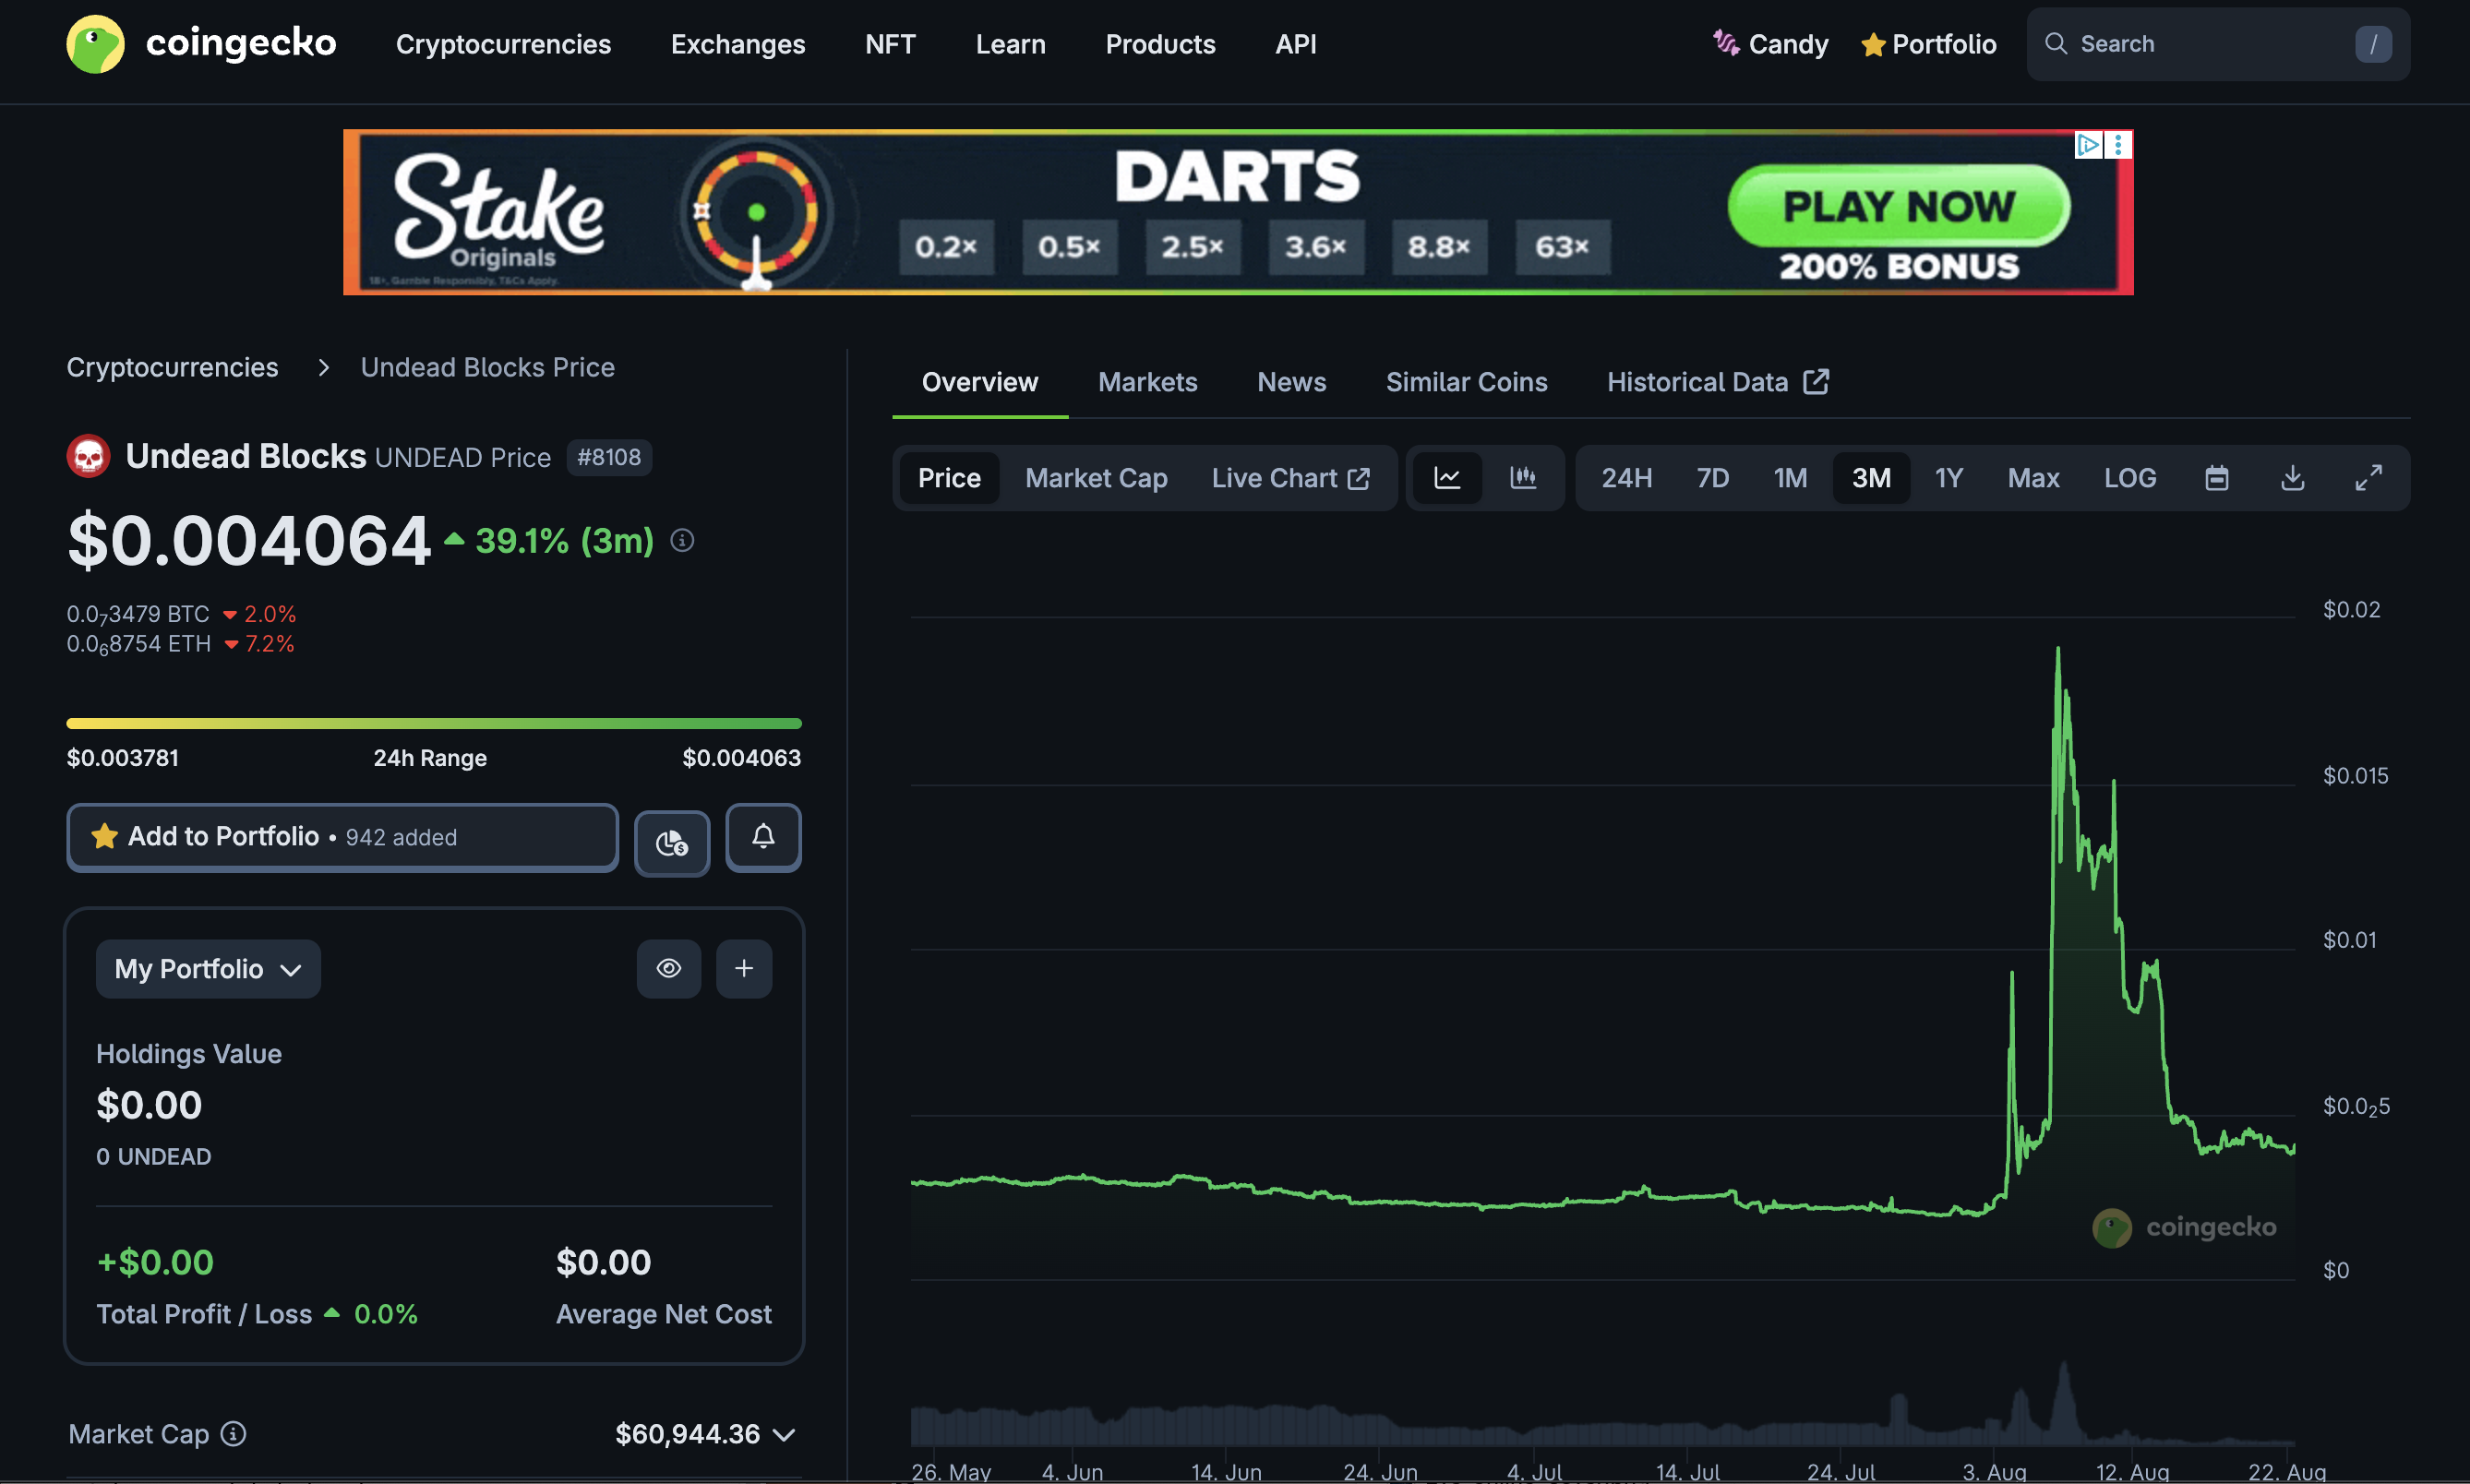 coingecko
Cryptocurrencies Exchanges NFT Learn Products API
Candy Portfolio Search /
Stake
Originals
18+, Gamble Responsibly, T&Cx Apply.
DARTS
0.2× 0.5× 2.5× 3.6× 8.8× 63×
PLAY NOW
200% BONUS
Cryptocurrencies > Undead Blocks Price
Undead Blocks UNDEAD Price #8108
$0.004064 39.1% (3m)
0.0₇3479 BTC 2.0%
0.0₆8754 ETH 7.2%
$0.003781 24h Range $0.004063
Add to Portfolio • 942 added
My Portfolio
Holdings Value
$0.00
0 UNDEAD
+$0.00
Total Profit / Loss 0.0%
$0.00
Average Net Cost
Market Cap $60,944.36
Overview Markets News Similar Coins Historical Data
Price Market Cap Live Chart
24H 7D 1M 3M 1Y Max LOG
$0.02
$0.015
$0.01
$0.0₂5
$0
coingecko
26. May 4. Jun 14. Jun 24. Jun 4. Jul 14. Jul 24. Jul 3. Aug 12. Aug 22. Aug